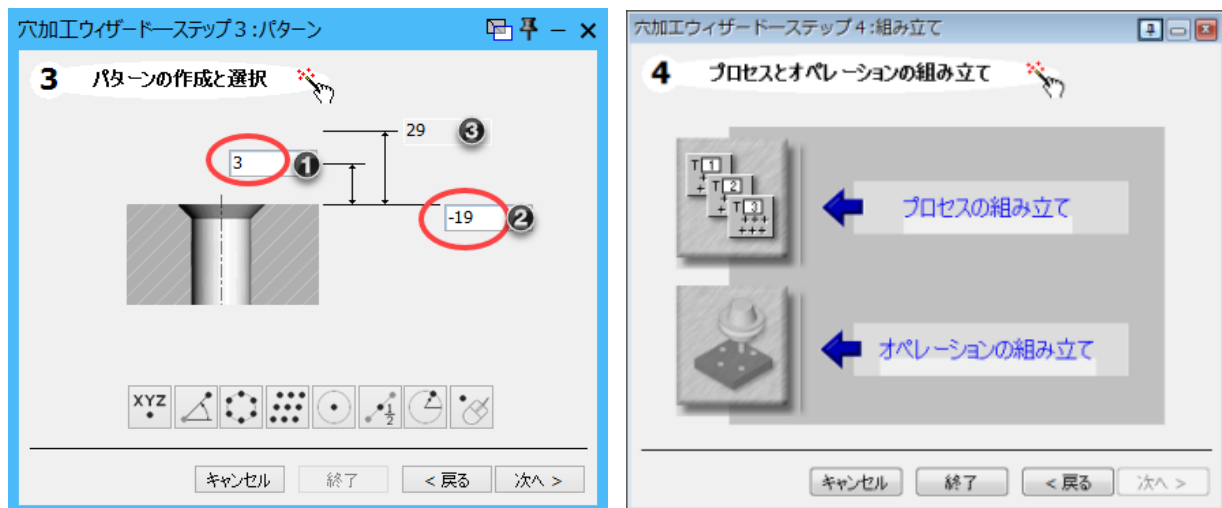 穴加工ウィザードーステップ3:パターン
3 パターンの作成と選択
29 3
3 1
-19 2
XYZ
1/2
キャンセル 終了 < 戻る 次へ >
穴加工ウィザードーステップ4:組み立て
4 プロセスとオペレーションの組み立て
T 1
T 2
T 3
プロセスの組み立て
オペレーションの組み立て
キャンセル 終了 < 戻る 次へ >